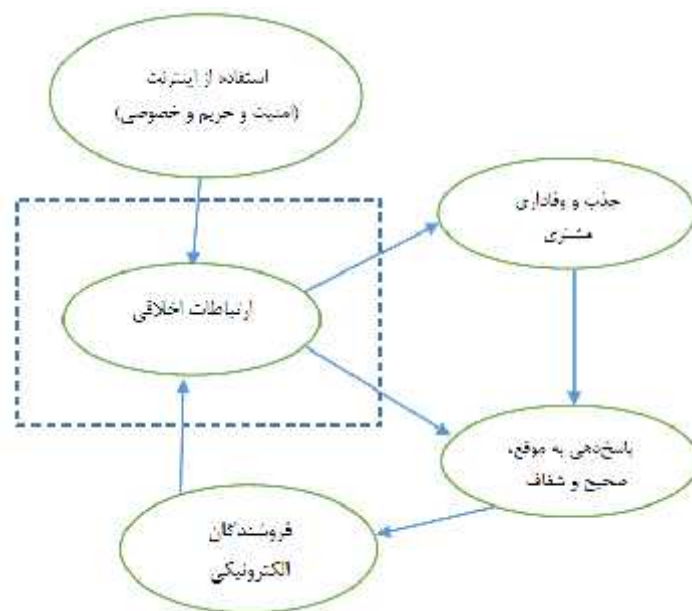 استفاده از اینترنت
(امنیت و حریم و خصوصی)
جذب و وفاداری
مشتری
ارتباطات اخلاقی
پاسخ‌دهی به موقع،
صحیح و شفاف
فروشندگان
الکترونیکی